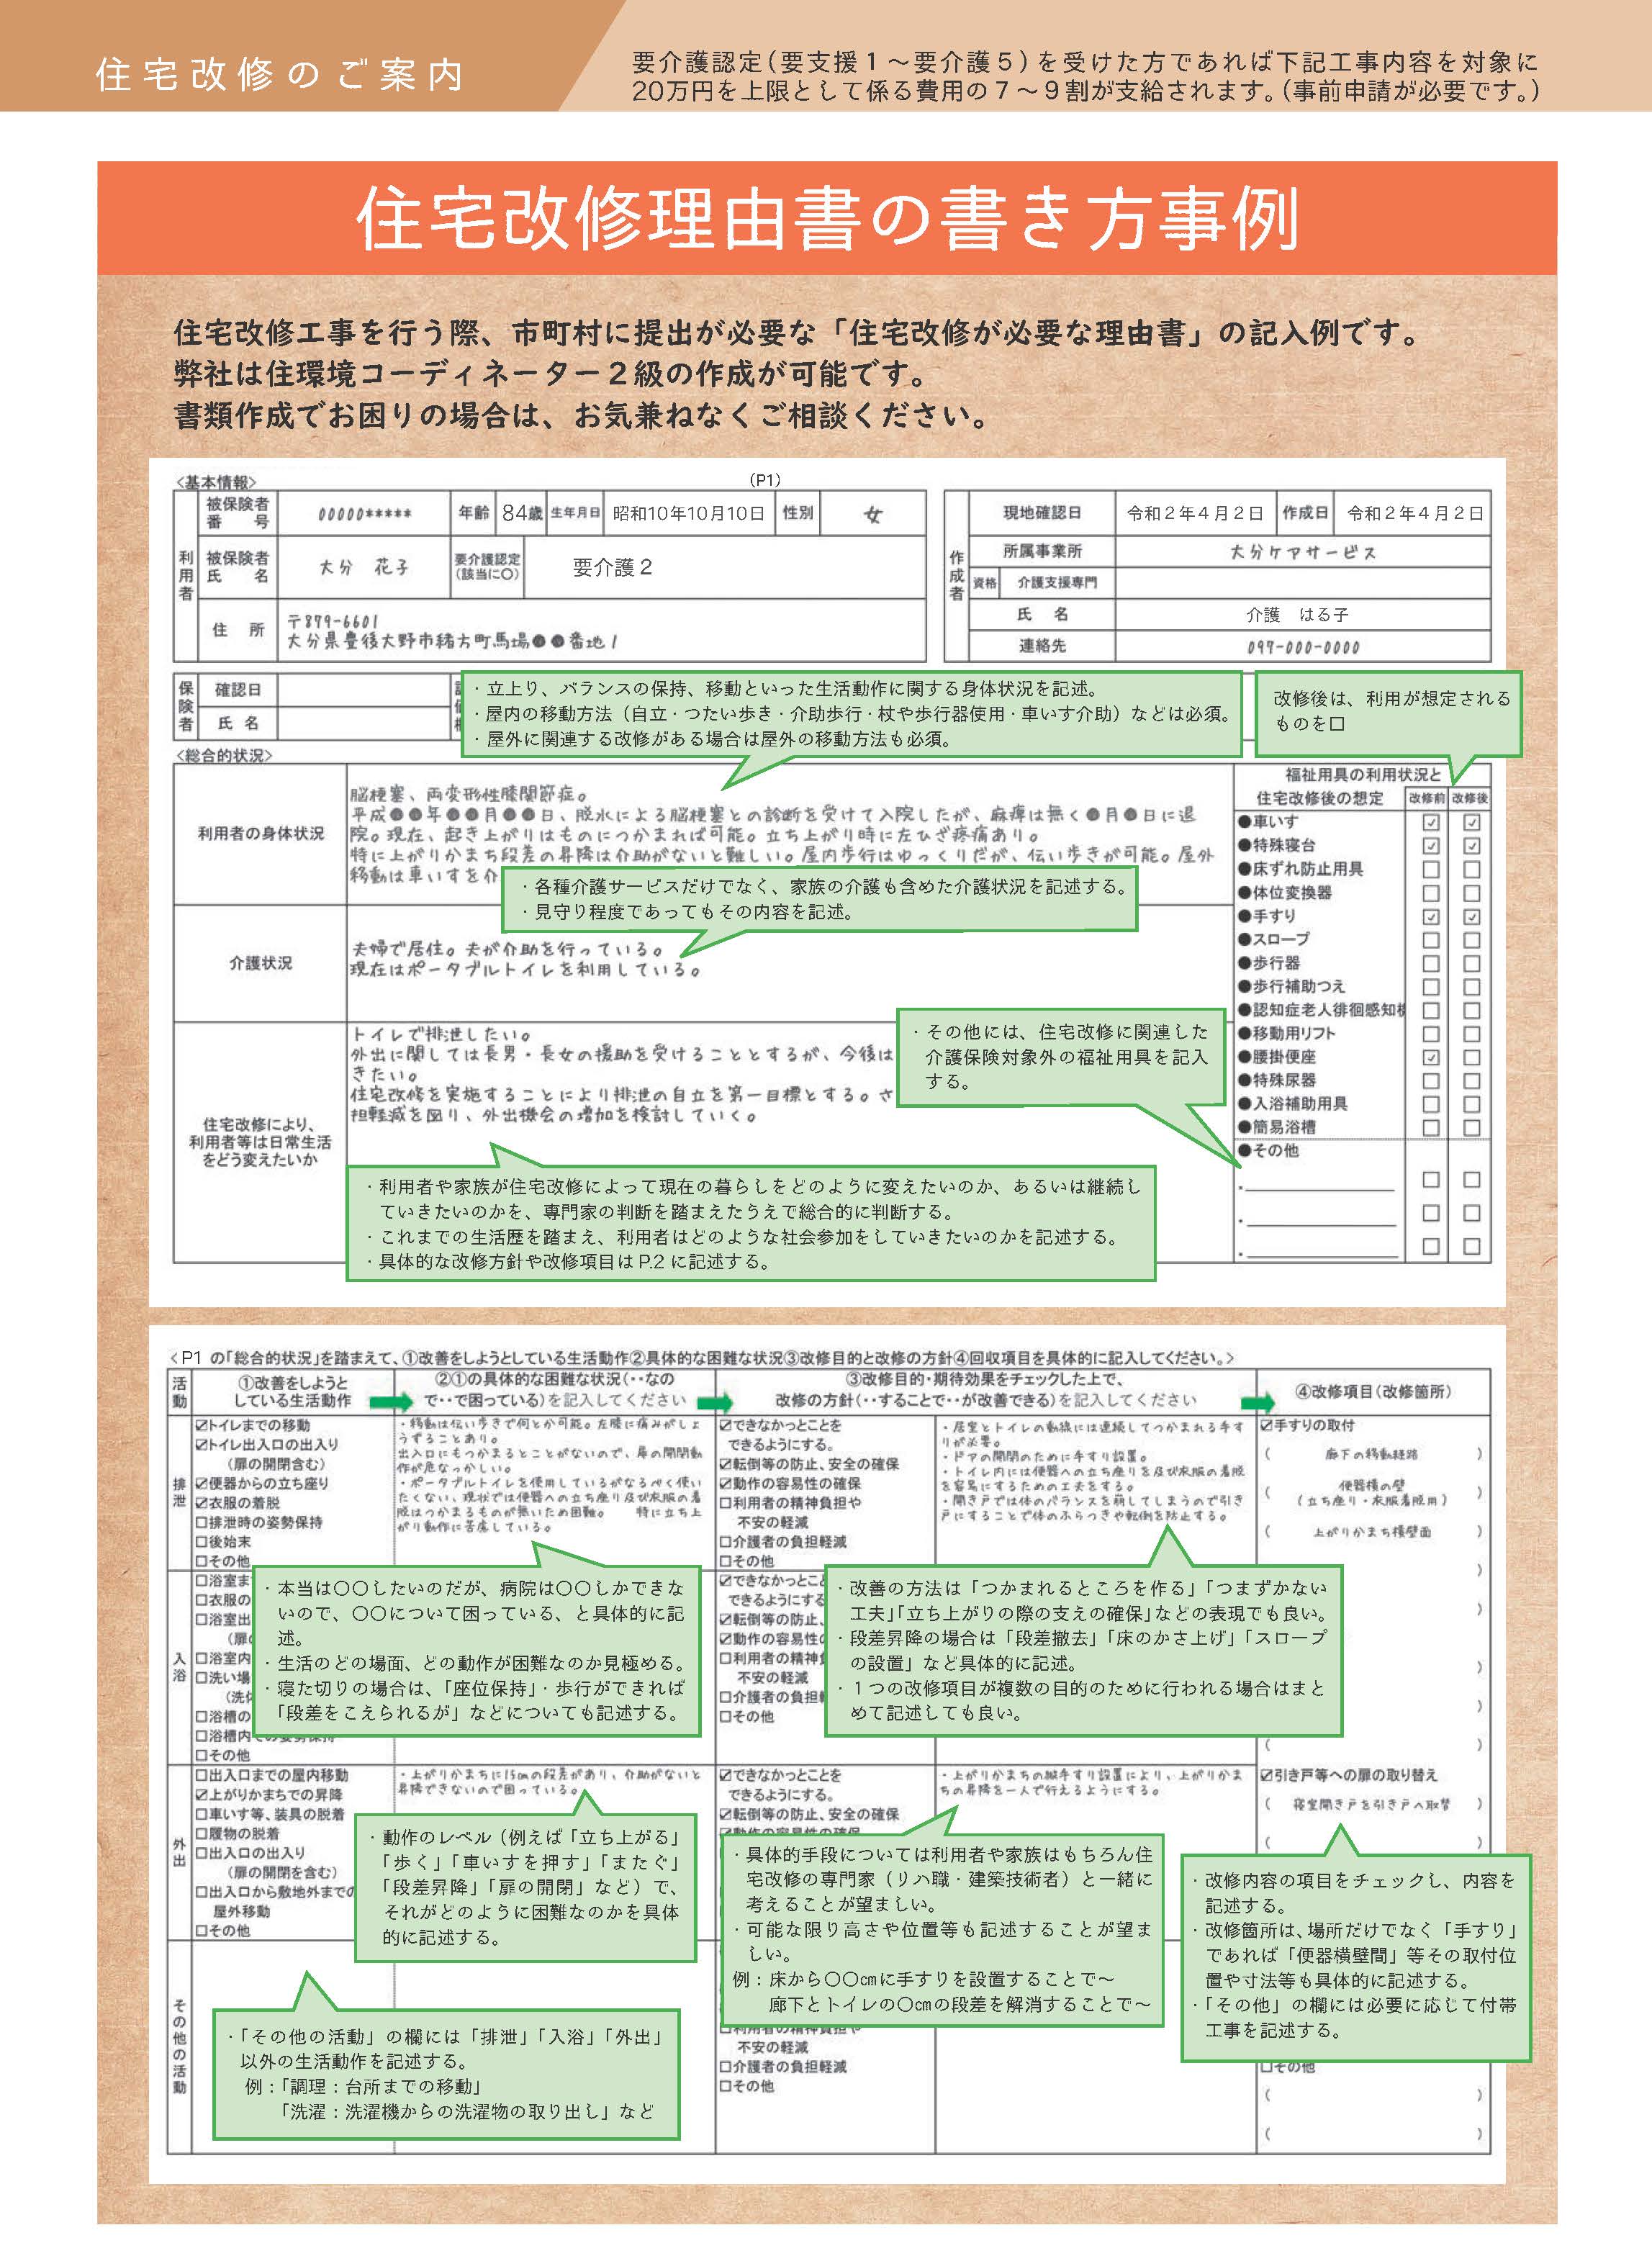 住宅改修のご案内
要介護認定（要支援１～要介護５）を受けた方であれば下記工事内容を対象に
20万円を上限として係る費用の７～９割が支給されます。（事前申請が必要です。）
住宅改修理由書の書き方事例
住宅改修工事を行う際、市町村に提出が必要な「住宅改修が必要な理由書」の記入例です。
弊社は住環境コーディネーター２級の作成が可能です。
書類作成でお困りの場合は、お気兼ねなくご相談ください。
＜基本情報＞
（P1）
利用者
被保険者番号
00000*****
年齢
84歳
生年月日
昭和10年10月10日
性別
女
被保険者氏名
大分 花子
要介護認定
（該当に〇）
要介護２
住所
〒879-6601
大分県豊後大野市緒方町馬場●●番地１
作成者
現地確認日
令和２年４月２日
作成日
令和２年４月２日
所属事業所
大分ケアサービス
資格
介護支援専門
氏名
介護 はる子
連絡先
097-000-0000
保険者
確認日
氏名
・立上り、バランスの保持、移動といった生活動作に関する身体状況を記述。
・屋内の移動方法（自立・つたい歩き・介助歩行・杖や歩行器使用・車いす介助）などは必須。
・屋外に関連する改修がある場合は屋外の移動方法も必須。
改修後は、利用が想定される
ものを□
＜総合的状況＞
利用者の身体状況
脳梗塞、両変形性膝関節症。
平成●●年●●月●●日、脱水による脳梗塞との診断を受けて入院したが、麻痺は無く●月●日に退
院。現在、起き上がりはものにつかまれば可能。立ち上がり時に左ひざ疼痛あり。
特に上がりかまち段差の昇降は介助がないと難しい。屋内歩行はゆっくりだが、伝い歩きが可能。屋外
移動は車いすを介
・各種介護サービスだけでなく、家族の介護も含めた介護状況を記述する。
・見守り程度であってもその内容を記述。
介護状況
夫婦で居住。夫が介助を行っている。
現在はポータブルトイレを利用している。
住宅改修により、
利用者等は日常生活
をどう変えたいか
トイレで排泄したい。
外出に関しては長男・長女の援助を受けることとするが、今後は
きたい。
住宅改修を実施することにより排泄の自立を第一目標とする。さ
担軽減を図り、外出機会の増加を検討していく。
・その他には、住宅改修に関連した
介護保険対象外の福祉用具を記入
する。
・利用者や家族が住宅改修によって現在の暮らしをどのように変えたいのか、あるいは継続し
ていきたいのかを、専門家の判断を踏まえたうえで総合的に判断する。
・これまでの生活歴を踏まえ、利用者はどのような社会参加をしていきたいのかを記述する。
・具体的な改修方針や改修項目は P.2 に記述する。
福祉用具の利用状況と
住宅改修後の想定
改修前
改修後
●車いす ☑ ☑
●特殊寝台 ☑ ☑
●床ずれ防止用具 □ □
●体位変換器 □ □
●手すり ☑ ☑
●スロープ □ □
●歩行器 □ □
●歩行補助つえ □ □
●認知症老人徘徊感知機 □ □
●移動用リフト □ □
●腰掛便座 ☑ □
●特殊尿器 □ □
●入浴補助用具 □ □
●簡易浴槽 □ □
●その他
・ □ □
・ □ □
・ □ □
＜P1 の「総合的状況」を踏まえて、①改善をしようとしている生活動作②具体的な困難な状況③改修目的と改修の方針④回収項目を具体的に記入してください。＞
活動
①改善をしようと
している生活動作
②①の具体的な困難な状況（・・なの
で・・で困っている）を記入してください
③改修目的・期待効果をチェックした上で、
改修の方針（・・することで・・が改善できる）を記入してください
④改修項目（改修箇所）
排泄
☑トイレまでの移動
☑トイレ出入口の出入り
（扉の開閉含む）
☑便器からの立ち座り
☑衣服の着脱
□排泄時の姿勢保持
□後始末
□その他
・移動は伝い歩きで何とか可能。左膝に痛みがしょ
うずることあり。
出入口にもつかまるとことがないので、扉の開閉動
作が危なっかしい。
・ポータブルトイレを使用しているがなるべく使い
たくない、現状では便器への立ち座り及び衣服の着
脱はつかまるものが無いため困難。 特に立ち上
がり動作に苦慮している。
☑できなかっとことを
できるようにする。
☑転倒等の防止、安全の確保
☑動作の容易性の確保
□利用者の精神負担や
不安の軽減
□介護者の負担軽減
□その他
・居室とトイレの動線には連続してつかまれる手す
りが必要。
・ドアの開閉のために手すり設置。
・トイレ内には便器への立ち座りを及び衣服の着脱
を容易にするための工夫をする。
・開き戸では体のバランスを崩してしまうので引き
戸にすることで体のふらつきや転倒を防止する。
☑手すりの取付
（ 廊下の移動経路 ）
（ 便器横の壁
（立ち座り・衣服着脱用） ）
（ 上がりかまち横壁面 ）
・本当は〇〇したいのだが、病院は〇〇しかできな
いので、〇〇について困っている、と具体的に記
述。
・生活のどの場面、どの動作が困難なのか見極める。
・寝た切りの場合は、「座位保持」・歩行ができれば
「段差をこえられるが」などについても記述する。
・改善の方法は「つかまれるところを作る」「つまずかない
工夫」「立ち上がりの際の支えの確保」などの表現でも良い。
・段差昇降の場合は「段差撤去」「床のかさ上げ」「スロープ
の設置」など具体的に記述。
・１つの改修項目が複数の目的のために行われる場合はまと
めて記述しても良い。
入浴
□浴室ま
□衣服の
□浴室出
（扉
□浴室内
□洗い場
（洗
□浴槽の
□浴槽内での姿勢保持
□その他
☑できなかっとこ
できるようにする
☑転倒等の防止、
☑動作の容易性
□利用者の精神
不安の軽減
□介護者の負担
□その他
外出
□出入口までの屋内移動
☑上がりかまちでの昇降
□車いす等、装具の脱着
□履物の脱着
□出入口の出入り
（扉の開閉を含む）
□出入口から敷地外までの
屋外移動
□その他
・上がりかまちに15cmの段差があり、介助がないと
昇降できないので困っている。
☑できなかっとことを
できるようにする。
☑転倒等の防止、安全の確保
☑動作の容易性の確保
・上がりかまちの縦手すり設置により、上がりかま
ちの昇降を一人で行えるようにする。
☑引き戸等への扉の取り替え
（ 寝室開き戸を引き戸へ取替 ）
・動作のレベル（例えば「立ち上がる」
「歩く」「車いすを押す」「またぐ」
「段差昇降」「扉の開閉」など）で、
それがどのように困難なのかを具体
的に記述する。
・具体的手段については利用者や家族はもちろん住
宅改修の専門家（リハ職・建築技術者）と一緒に
考えることが望ましい。
・可能な限り高さや位置等も記述することが望ま
しい。
例：床から〇〇㎝に手すりを設置することで～
廊下とトイレの〇㎝の段差を解消することで～
・改修内容の項目をチェックし、内容を
記述する。
・改修箇所は、場所だけでなく「手すり」
であれば「便器横壁間」等その取付位
置や寸法等も具体的に記述する。
・「その他」の欄には必要に応じて付帯
工事を記述する。
その他の活動
・「その他の活動」の欄には「排泄」「入浴」「外出」
以外の生活動作を記述する。
例：「調理：台所までの移動」
「洗濯：洗濯機からの洗濯物の取り出し」など
□利用者の精神負担や
不安の軽減
□介護者の負担軽減
□その他
□その他